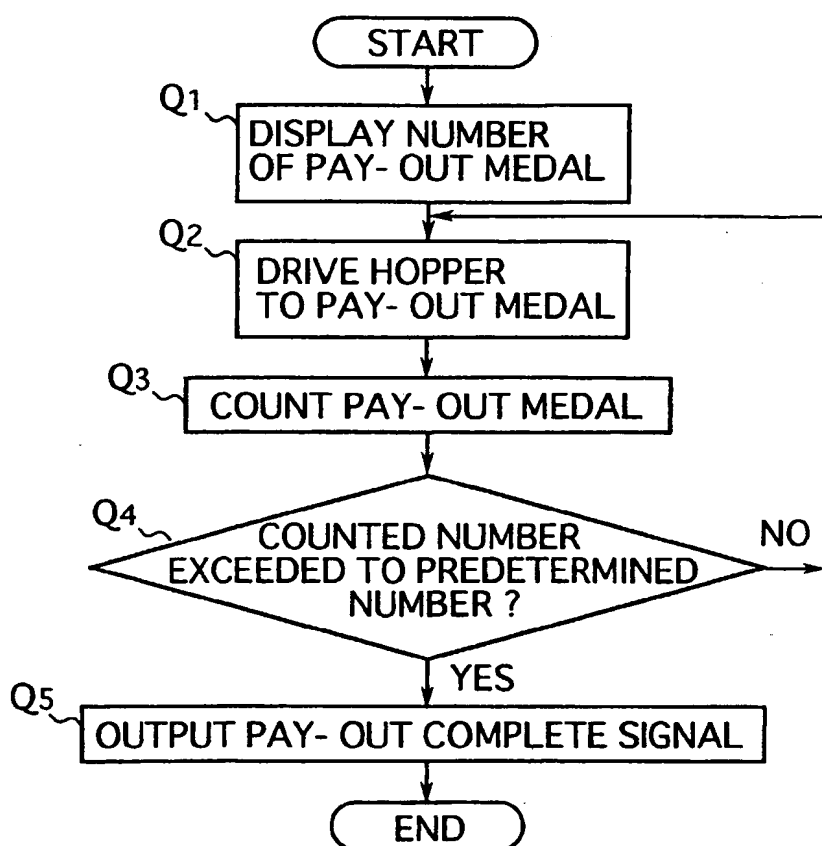 START
Q1
DISPLAY NUMBER
OF PAY- OUT MEDAL
Q2
DRIVE HOPPER
TO PAY- OUT MEDAL
Q3
COUNT PAY- OUT MEDAL
Q4
COUNTED NUMBER
EXCEEDED TO PREDETERMINED
NUMBER ?
NO
YES
Q5
OUTPUT PAY- OUT COMPLETE SIGNAL
END